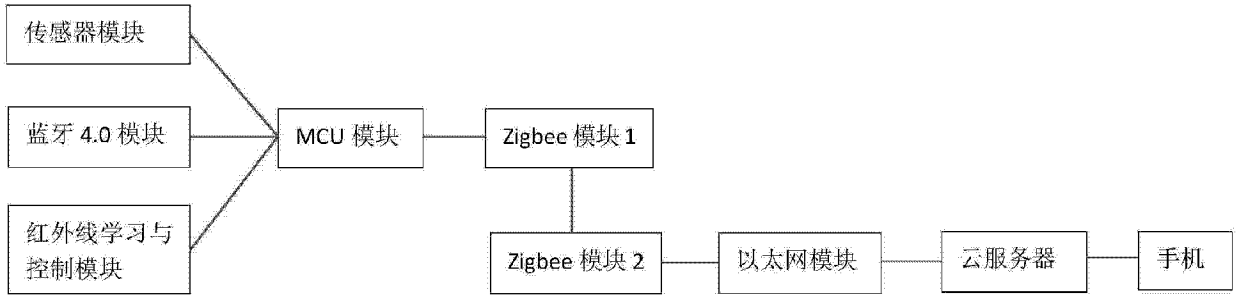 传感器模块
蓝牙 4.0 模块
MCU 模块
Zigbee 模块 1
红外线学习与
控制模块
Zigbee 模块 2
以太网模块
云服务器
手机